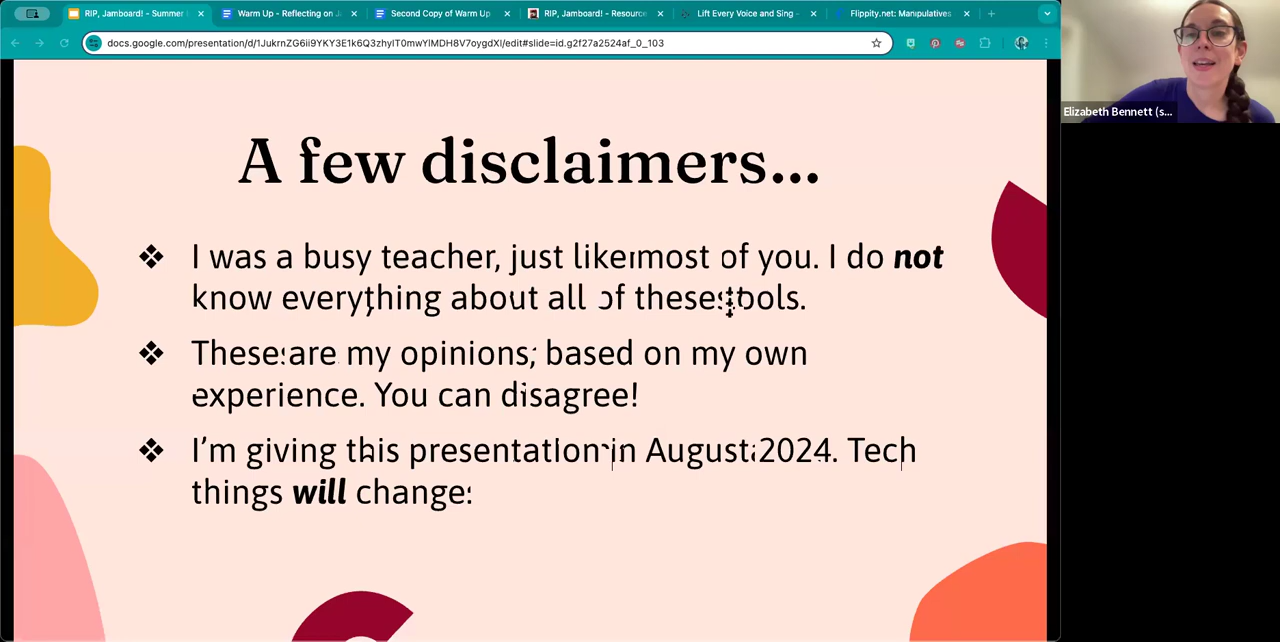 RIP, Jamboard! - Summer
Warm Up - Reflecting on J
Second Copy of Warm Up
RIP, Jamboard! - Resource
Lift Every Voice and Sing -
Flippity.net: Manipulatives
docs.google.com/presentation/d/1JukrnZG6ii9YKY3E1k6Q3zhyIT0mwYlMDH8V7oygdXI/edit#slide=id.g2f27a2524af_0_103
Elizabeth Bennett (s...
A few disclaimers...
❖ I was a busy teacher, just like most of you. I do not
know everything about all of these tools.
❖ These are my opinions, based on my own
experience. You can disagree!
❖ I'm giving this presentation in August 2024. Tech
things will change.